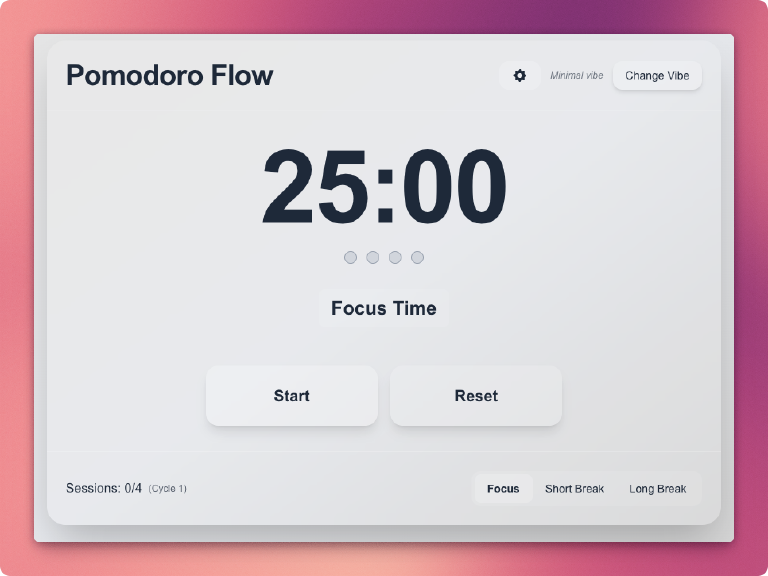 Pomodoro Flow
Minimal vibe
Change Vibe
25:00
Focus Time
Start
Reset
Sessions: 0/4 (Cycle 1)
Focus
Short Break
Long Break